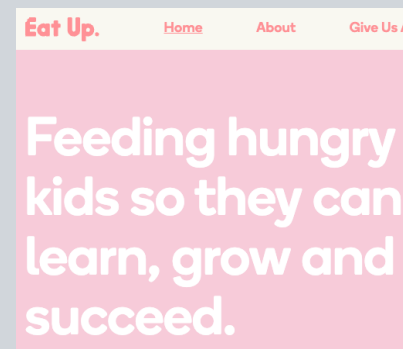 Eat Up. Home About Give Us
Feeding hungry
kids so they can
learn, grow and
succeed.